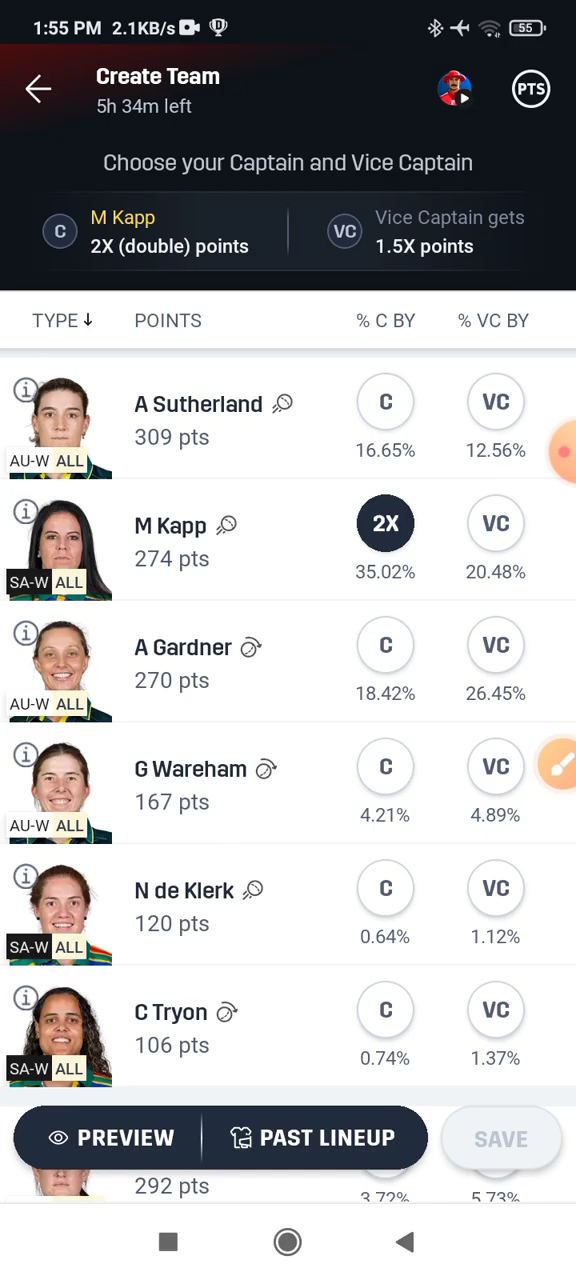 1:55 PM 2.1KB/s 55
Create Team
5h 34m left
PTS
Choose your Captain and Vice Captain
C M Kapp VC Vice Captain gets
2X (double) points 1.5X points
TYPE POINTS % C BY % VC BY
A Sutherland C VC
309 pts 16.65% 12.56%
AU-W ALL
M Kapp 2X VC
274 pts 35.02% 20.48%
SA-W ALL
A Gardner C VC
270 pts 18.42% 26.45%
AU-W ALL
G Wareham C VC
167 pts 4.21% 4.89%
AU-W ALL
N de Klerk C VC
120 pts 0.64% 1.12%
SA-W ALL
C Tryon C VC
106 pts 0.74% 1.37%
SA-W ALL
PREVIEW PAST LINEUP SAVE
292 pts 3.72% 5.73%